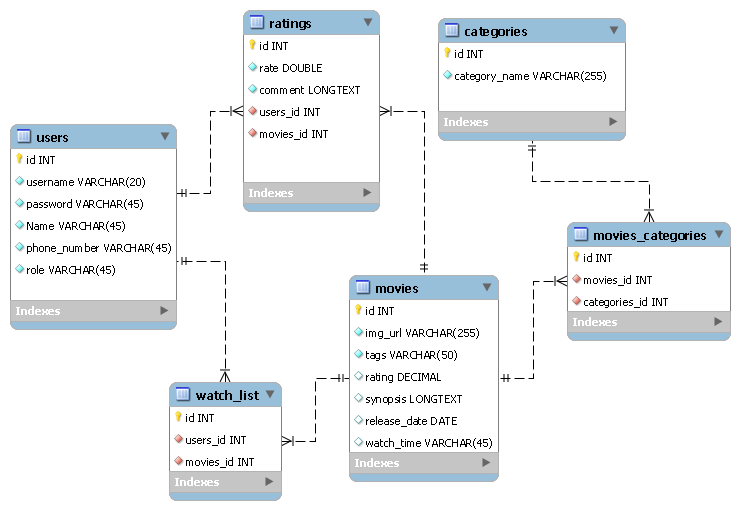 ratings
id INT
rate DOUBLE
comment LONGTEXT
users_id INT
movies_id INT
Indexes
categories
id INT
category_name VARCHAR(255)
Indexes
users
id INT
username VARCHAR(20)
password VARCHAR(45)
Name VARCHAR(45)
phone_number VARCHAR(45)
role VARCHAR(45)
Indexes
movies_categories
id INT
movies_id INT
categories_id INT
Indexes
movies
id INT
img_url VARCHAR(255)
tags VARCHAR(50)
rating DECIMAL
synopsis LONGTEXT
release_date DATE
watch_time VARCHAR(45)
Indexes
watch_list
id INT
users_id INT
movies_id INT
Indexes